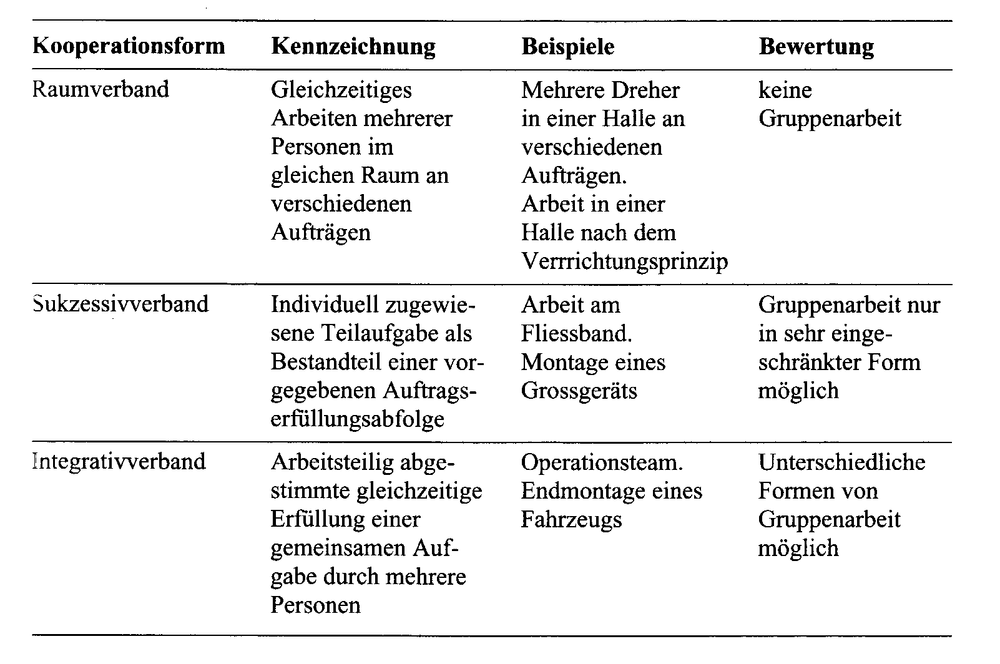 Kooperationsform Kennzeichnung Beispiele Bewertung
Raumverband Gleichzeitiges Mehrere Dreher keine
Arbeiten mehrerer in einer Halle an Gruppenarbeit
Personen im verschiedenen
gleichen Raum an Aufträgen.
verschiedenen Arbeit in einer
Aufträgen Halle nach dem
Verrrichtungsprinzip
Sukzessivverband Individuell zugewie- Arbeit am Gruppenarbeit nur
sene Teilaufgabe als Fliessband. in sehr einge-
Bestandteil einer vor- Montage eines schränkter Form
gegebenen Auftrags- Grossgeräts möglich
erfüllungsabfolge
Integrativverband Arbeitsteilig abge- Operationsteam. Unterschiedliche
stimmte gleichzeitige Endmontage eines Formen von
Erfüllung einer Fahrzeugs Gruppenarbeit
gemeinsamen Auf- möglich
gabe durch mehrere
Personen